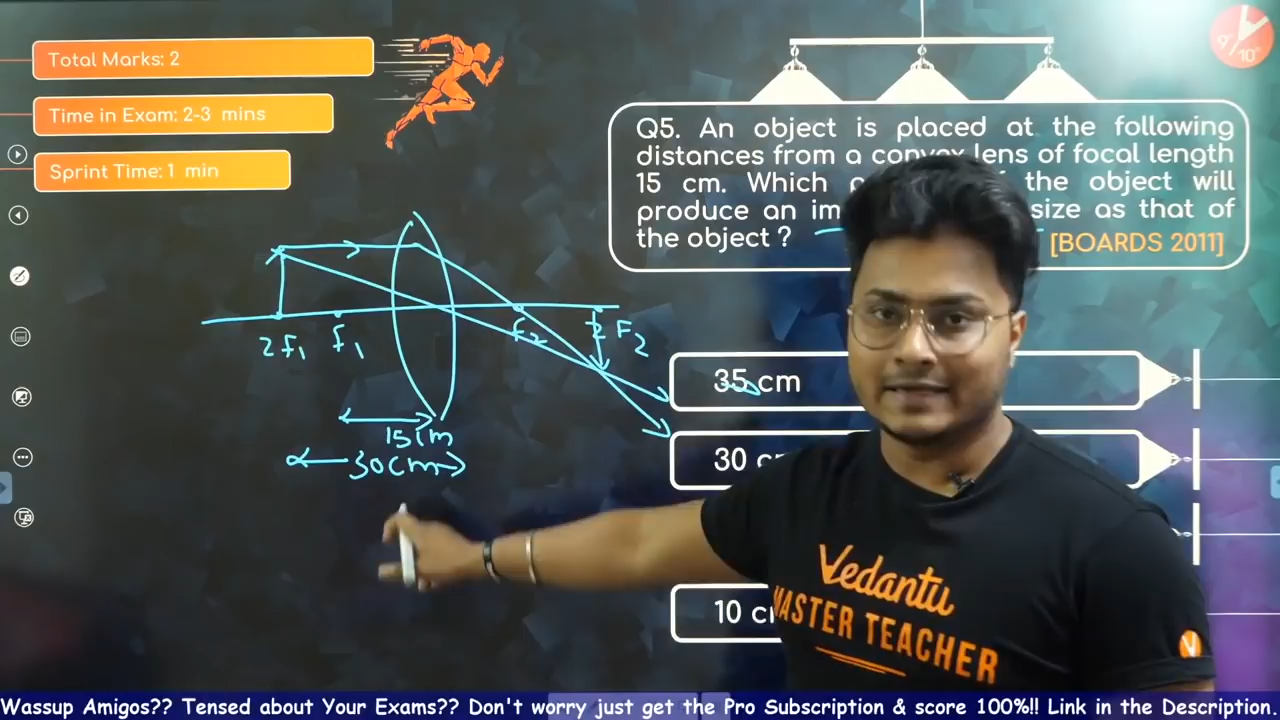 Total Marks: 2
Time in Exam: 2-3 mins
Sprint Time: 1 min
9th
10th
Q5. An object is placed at the following
distances from a convex lens of focal length
15 cm. Which the object will
produce an size as that of
the object ?
[BOARDS 2011]
2f1 f1 f2 2F2
15cm
30cm
35 cm
30
10
Vedantu
MASTER TEACHER
V
Wassup Amigos?? Tensed about Your Exams?? Don't worry just get the Pro Subscription & score 100%!! Link in the Description.